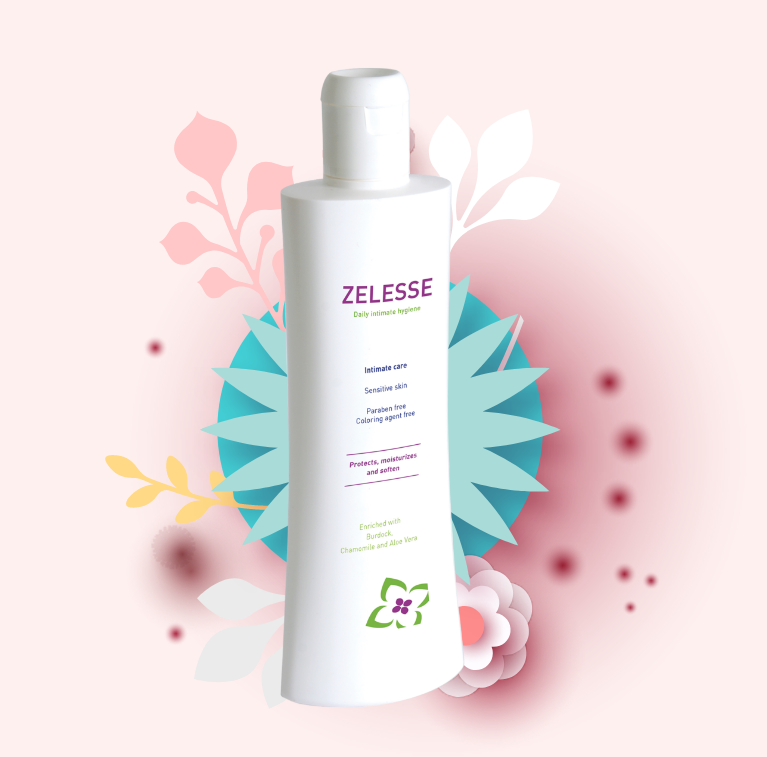 ZELESSE
Daily intimate hygiene
Intimate care
Sensitive skin
Paraben free
Coloring agent free
Protects, moisturizes
and soften
Enriched with
Burdock,
Chamomile and Aloe Vera